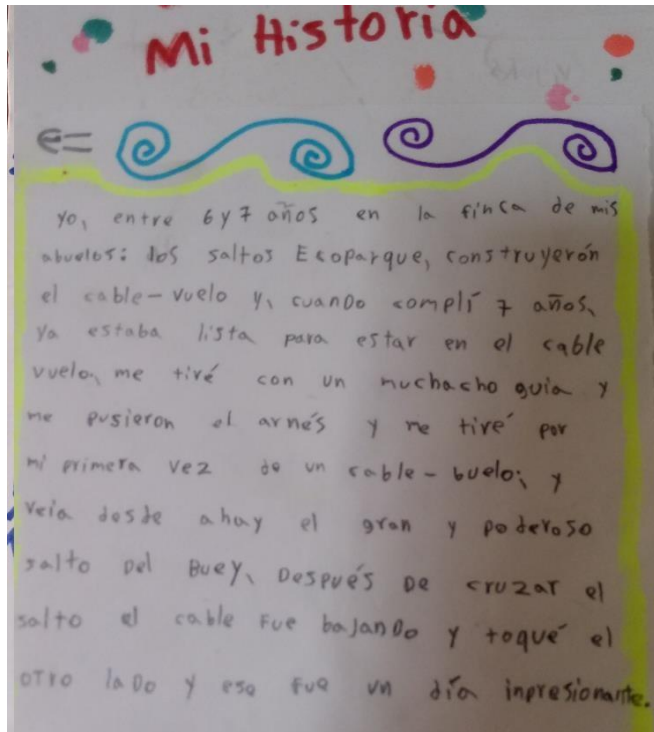 Mi Historia
Yo, entre 6 y 7 años en la finca de mis
abuelos: los saltos Ecoparque, construyerón
el cable-vuelo y, cuando complí 7 años,
ya estaba lista para estar en el cable
vuelo, me tiré con un muchacho guia y
me pusieron el arnés y me tiré por
mi primera vez de un cable-buelo; y
veia desde ahay el gran y poderoso
salto del Buey, Después de cruzar el
salto el cable fue bajando y toqué el
otro lado y ese fue un día inpresionante.